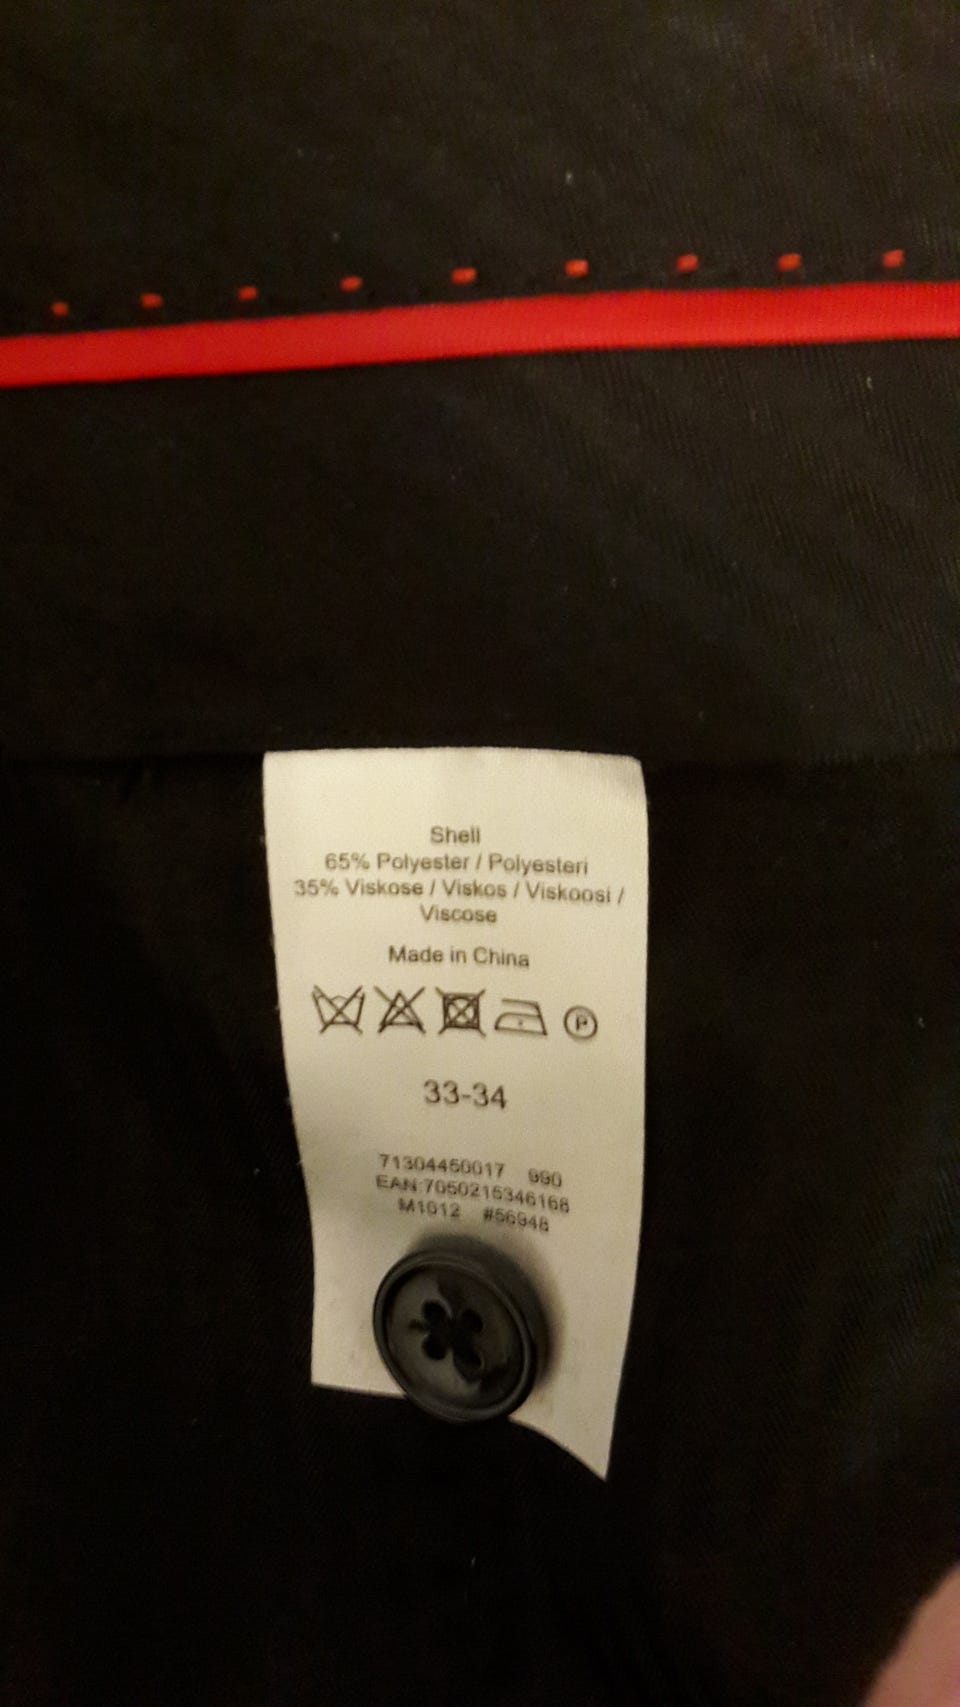 Shell
65% Polyester / Polyesteri
35% Viskose / Viskos / Viskoosi /
Viscose
Made in China
P
33-34
71304450017 990
EAN:7050215346168
M1012 #56948